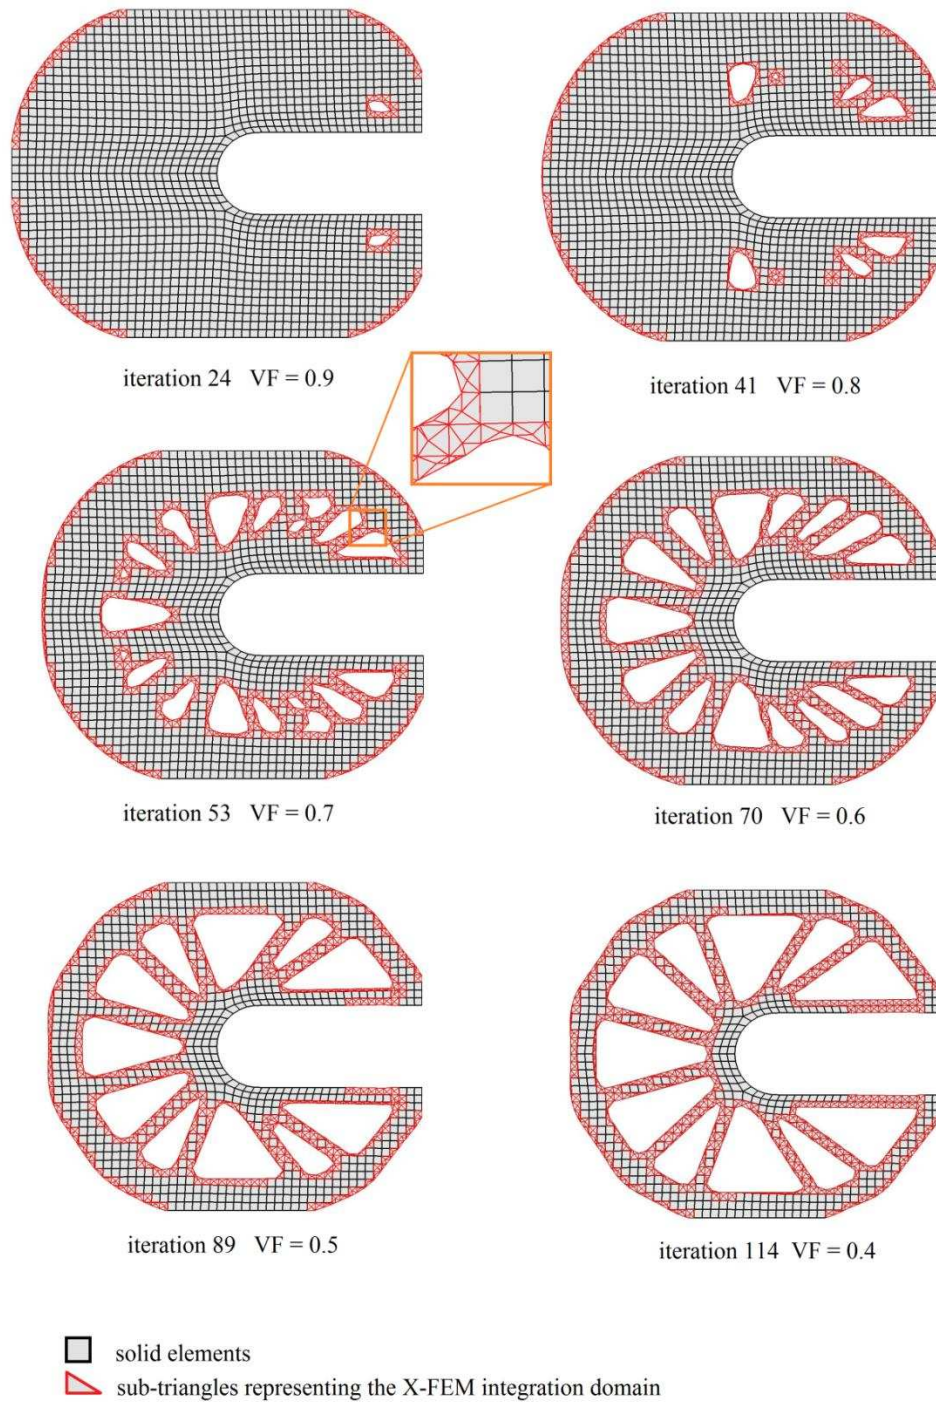 iteration 24 VF = 0.9
iteration 41 VF = 0.8
iteration 53 VF = 0.7
iteration 70 VF = 0.6
iteration 89 VF = 0.5
iteration 114 VF = 0.4
solid elements
sub-triangles representing the X-FEM integration domain